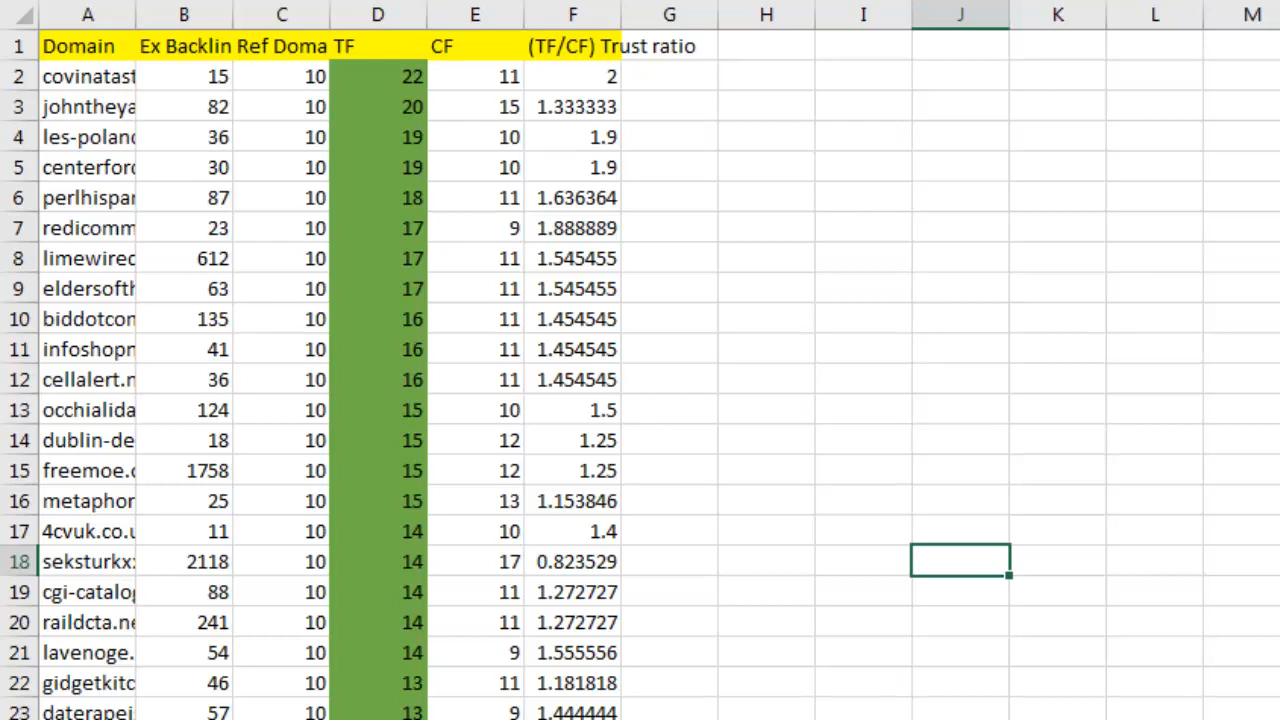 A B C D E F G H I J K L M
1 Domain Ex Backlin Ref Doma TF CF (TF/CF) Trust ratio
2 covinatast 15 10 22 11 2
3 johntheya 82 10 20 15 1.333333
4 les-poland 36 10 19 10 1.9
5 centerford 30 10 19 10 1.9
6 perlhispan 87 10 18 11 1.636364
7 redicomm 23 10 17 9 1.888889
8 limewired 612 10 17 11 1.545455
9 eldersofth 63 10 17 11 1.545455
10 biddotcom 135 10 16 11 1.454545
11 infoshopn 41 10 16 11 1.454545
12 cellalert.n 36 10 16 11 1.454545
13 occhialida 124 10 15 10 1.5
14 dublin-de 18 10 15 12 1.25
15 freemoe.c 1758 10 15 12 1.25
16 metaphor 25 10 15 13 1.153846
17 4cvuk.co.u 11 10 14 10 1.4
18 seksturkxx 2118 10 14 17 0.823529
19 cgi-catalog 88 10 14 11 1.272727
20 raildcta.ne 241 10 14 11 1.272727
21 lavenoge. 54 10 14 9 1.555556
22 gidgetkitc 46 10 13 11 1.181818
23 daterapeis 57 10 13 9 1.444444